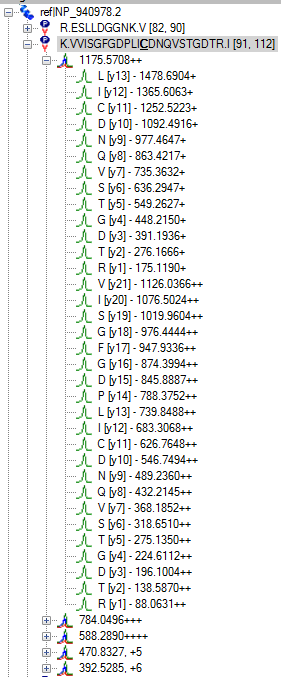 ref|NP_940978.2
R.ESLLDGGNK.V [82, 90]
K.VVISGFGDPLICDNQVSTGDTR.I [91, 112]
1175.5708++
L [y13] - 1478.6904+
I [y12] - 1365.6063+
C [y11] - 1252.5223+
D [y10] - 1092.4916+
N [y9] - 977.4647+
Q [y8] - 863.4217+
V [y7] - 735.3632+
S [y6] - 636.2947+
T [y5] - 549.2627+
G [y4] - 448.2150+
D [y3] - 391.1936+
T [y2] - 276.1666+
R [y1] - 175.1190+
V [y21] - 1126.0366++
I [y20] - 1076.5024++
S [y19] - 1019.9604++
G [y18] - 976.4444++
F [y17] - 947.9336++
G [y16] - 874.3994++
D [y15] - 845.8887++
P [y14] - 788.3752++
L [y13] - 739.8488++
I [y12] - 683.3068++
C [y11] - 626.7648++
D [y10] - 546.7494++
N [y9] - 489.2360++
Q [y8] - 432.2145++
V [y7] - 368.1852++
S [y6] - 318.6510++
T [y5] - 275.1350++
G [y4] - 224.6112++
D [y3] - 196.1004++
T [y2] - 138.5870++
R [y1] - 88.0631++
784.0496+++
588.2890++++
470.8327, +5
392.5285, +6